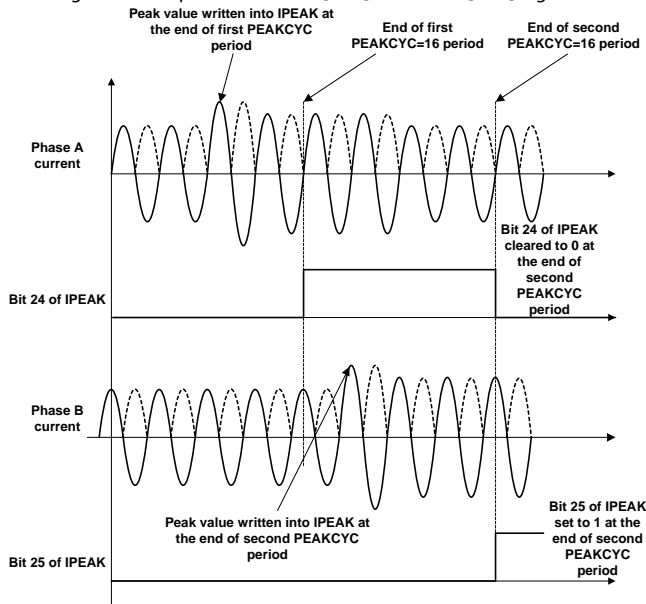 Peak value written into IPEAK at
the end of first PEAKCYC
period
End of first
PEAKCYC=16 period
End of second
PEAKCYC=16 period
Phase A
current
Bit 24 of IPEAK
cleared to 0 at
the end of
second
PEAKCYC
period
Bit 24 of IPEAK
Phase B
current
Peak value written into IPEAK at
the end of second PEAKCYC
period
Bit 25 of IPEAK
set to 1 at the
end of second
PEAKCYC
period
Bit 25 of IPEAK